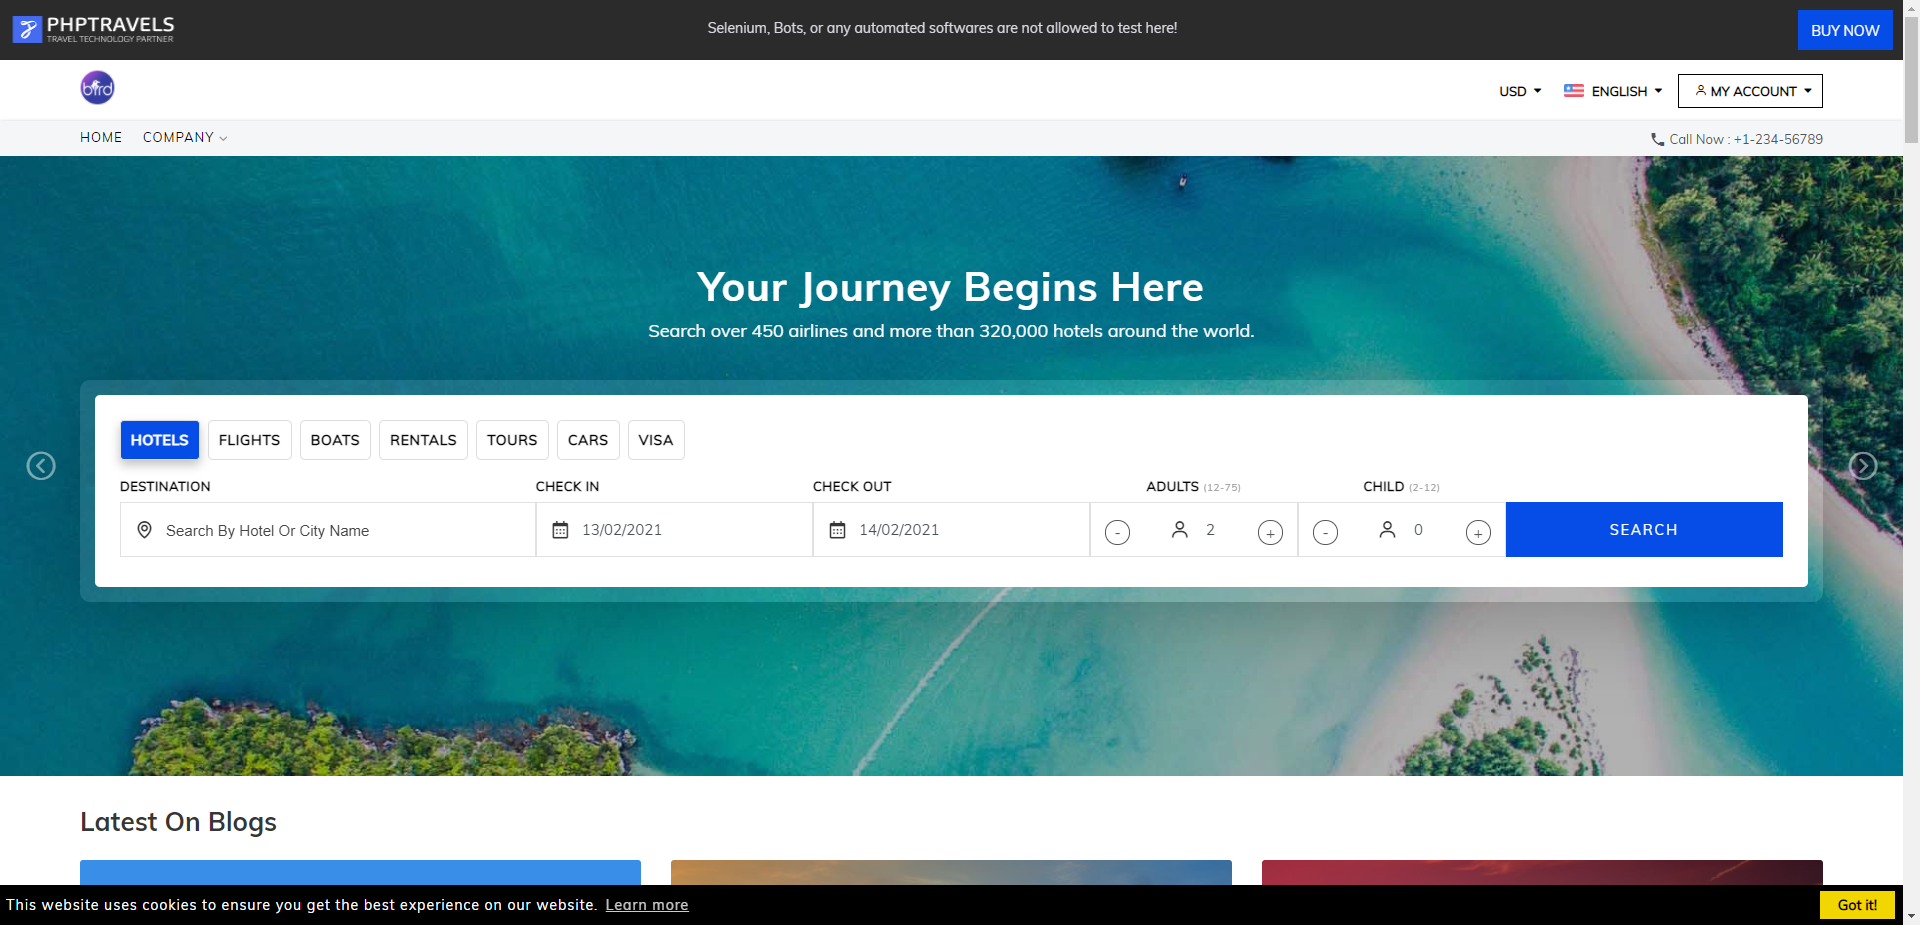 PHPTRAVELS
TRAVEL TECHNOLOGY PARTNER
Selenium, Bots, or any automated softwares are not allowed to test here!
BUY NOW
bird
USD
ENGLISH
MY ACCOUNT
HOME
COMPANY
Call Now : +1-234-56789
Your Journey Begins Here
Search over 450 airlines and more than 320,000 hotels around the world.
HOTELS
FLIGHTS
BOATS
RENTALS
TOURS
CARS
VISA
DESTINATION
CHECK IN
CHECK OUT
ADULTS (12-75)
CHILD (2-12)
Search By Hotel Or City Name
13/02/2021
14/02/2021
- 2 +
- 0 +
SEARCH
Latest On Blogs
This website uses cookies to ensure you get the best experience on our website. Learn more
Got it!